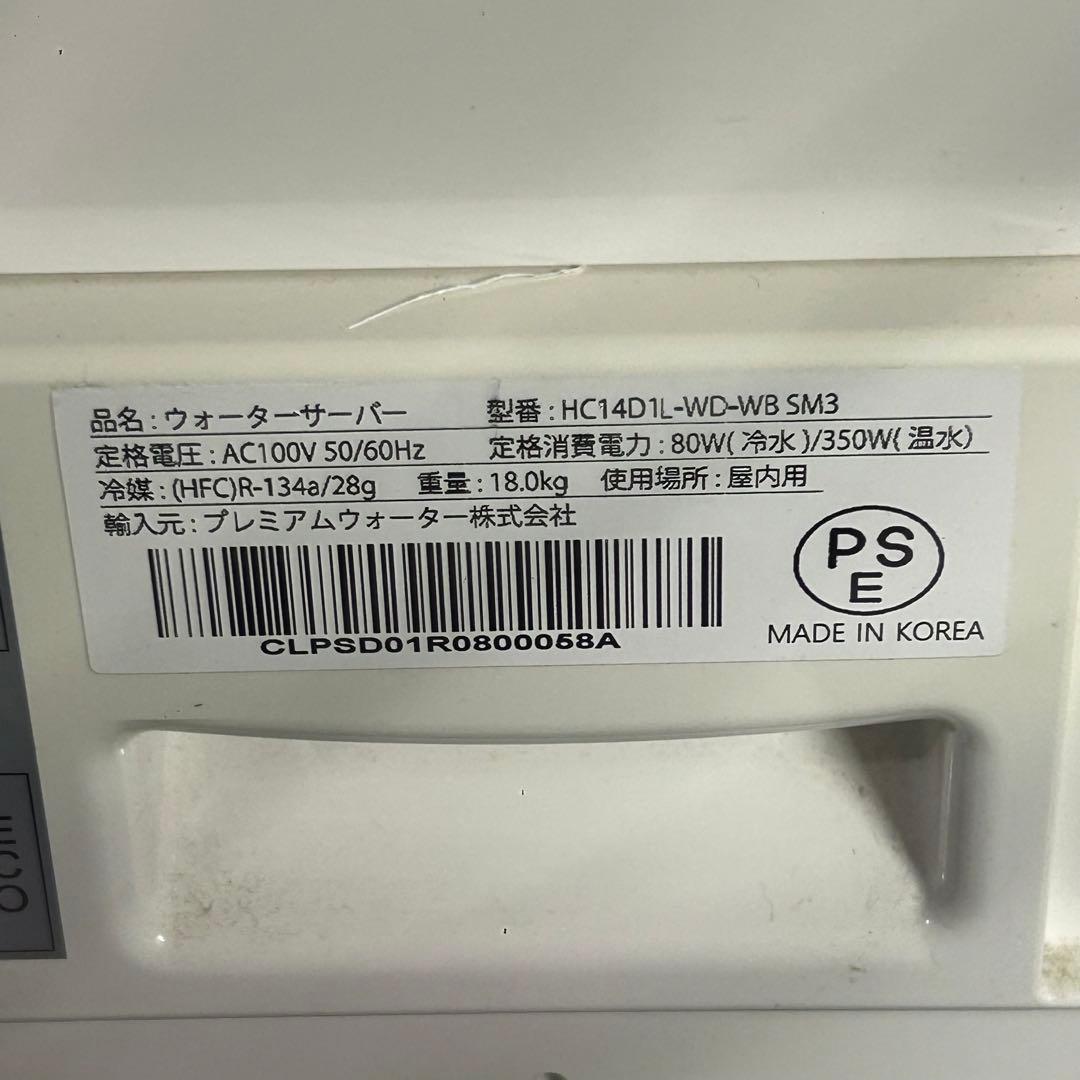 品名:ウォーターサーバー 型番:HC14D1L-WD-WB SM3
定格電圧:AC100V 50/60Hz 定格消費電力:80W(冷水)/350W(温水)
冷媒:(HFC)R-134a/28g 重量:18.0kg 使用場所:屋内用
輸入元:プレミアムウォーター株式会社
PS
E
CLPSD01R0800058A
MADE IN KOREA
ECO